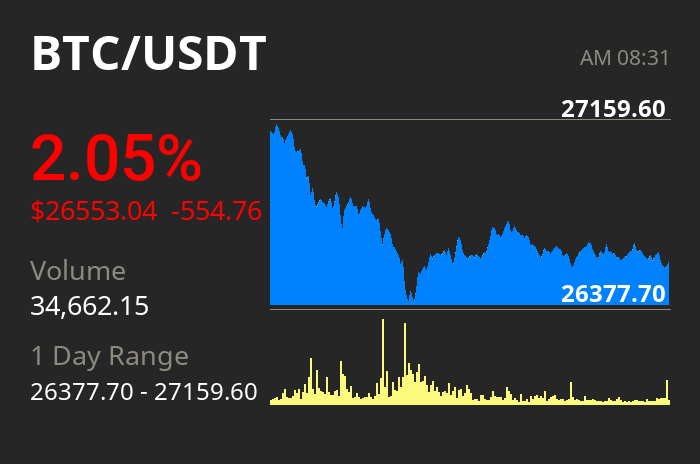 BTC/USDT
AM 08:31
27159.60
2.05%
$26553.04 -554.76
Volume
34,662.15
26377.70
1 Day Range
26377.70 - 27159.60